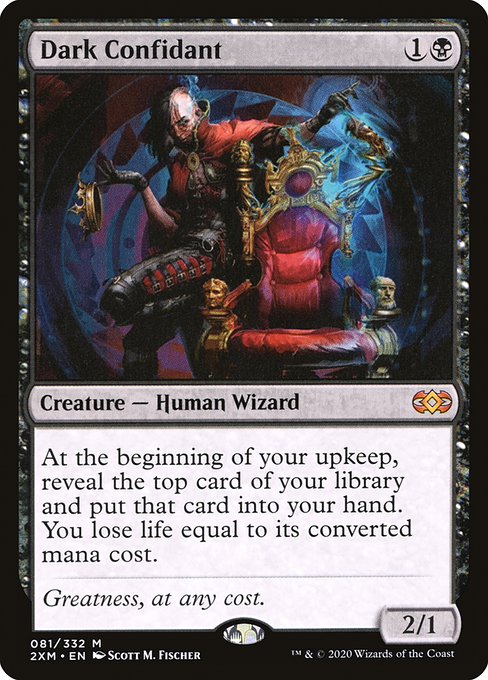 Dark Confidant 1
Creature — Human Wizard
At the beginning of your upkeep,
reveal the top card of your library
and put that card into your hand.
You lose life equal to its converted
mana cost.
Greatness, at any cost.
2/1
081/332 M
2XM • EN Scott M. Fischer
™ & © 2020 Wizards of the Coast